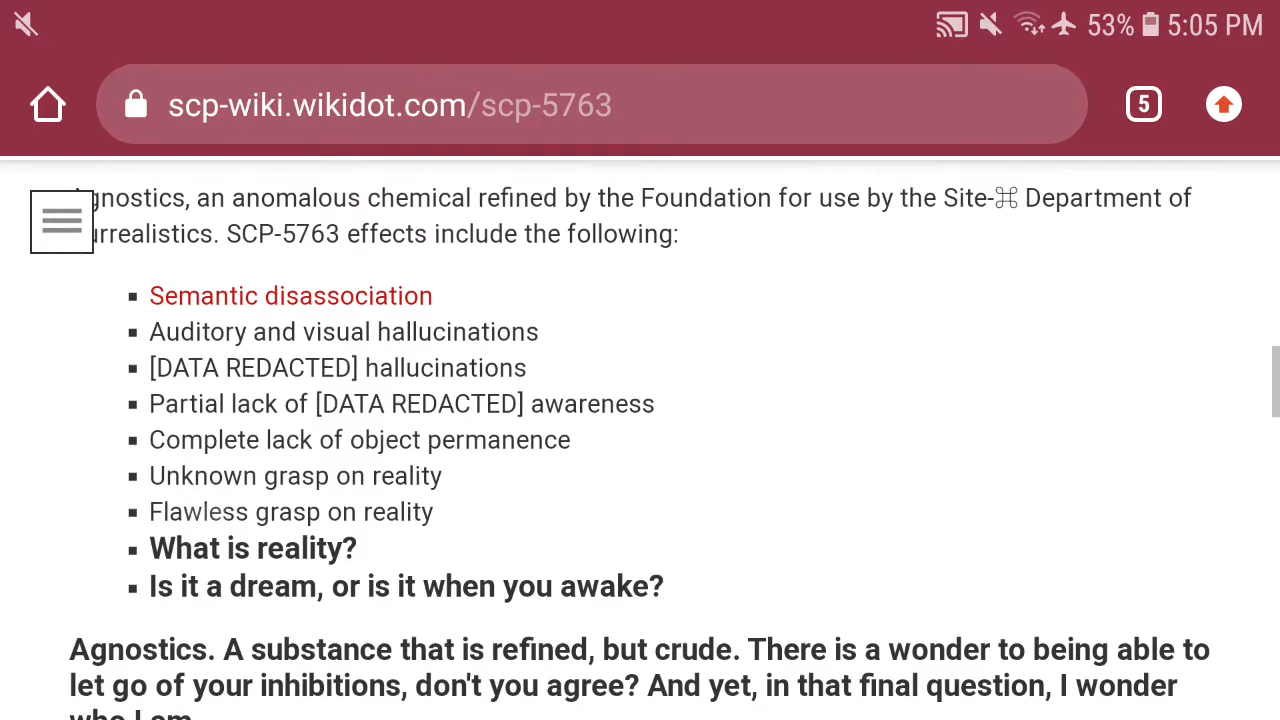 53% 5:05 PM
scp-wiki.wikidot.com/scp-5763
5
gnostics, an anomalous chemical refined by the Foundation for use by the Site-⌘ Department of
urrealistics. SCP-5763 effects include the following:
▪ Semantic disassociation
▪ Auditory and visual hallucinations
▪ [DATA REDACTED] hallucinations
▪ Partial lack of [DATA REDACTED] awareness
▪ Complete lack of object permanence
▪ Unknown grasp on reality
▪ Flawless grasp on reality
▪ What is reality?
▪ Is it a dream, or is it when you awake?
Agnostics. A substance that is refined, but crude. There is a wonder to being able to
let go of your inhibitions, don't you agree? And yet, in that final question, I wonder
who I am